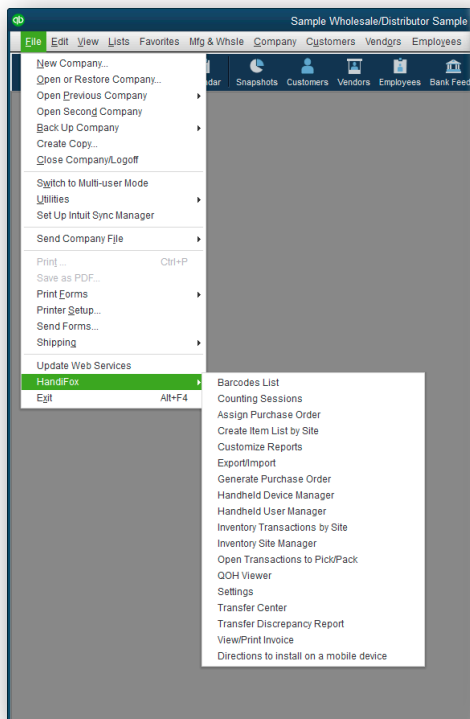 qb
Sample Wholesale/Distributor Sample
File Edit View Lists Favorites Mfg & Whsle Company Customers Vendors Employees
dar Snapshots Customers Vendors Employees Bank Feed
New Company...
Open or Restore Company...
Open Previous Company
Open Second Company
Back Up Company
Create Copy...
Close Company/Logoff
Switch to Multi-user Mode
Utilities
Set Up Intuit Sync Manager
Send Company File
Print ... Ctrl+P
Save as PDF...
Print Forms
Printer Setup...
Send Forms...
Shipping
Update Web Services
HandiFox
Exit Alt+F4
Barcodes List
Counting Sessions
Assign Purchase Order
Create Item List by Site
Customize Reports
Export/Import
Generate Purchase Order
Handheld Device Manager
Handheld User Manager
Inventory Transactions by Site
Inventory Site Manager
Open Transactions to Pick/Pack
QOH Viewer
Settings
Transfer Center
Transfer Discrepancy Report
View/Print Invoice
Directions to install on a mobile device